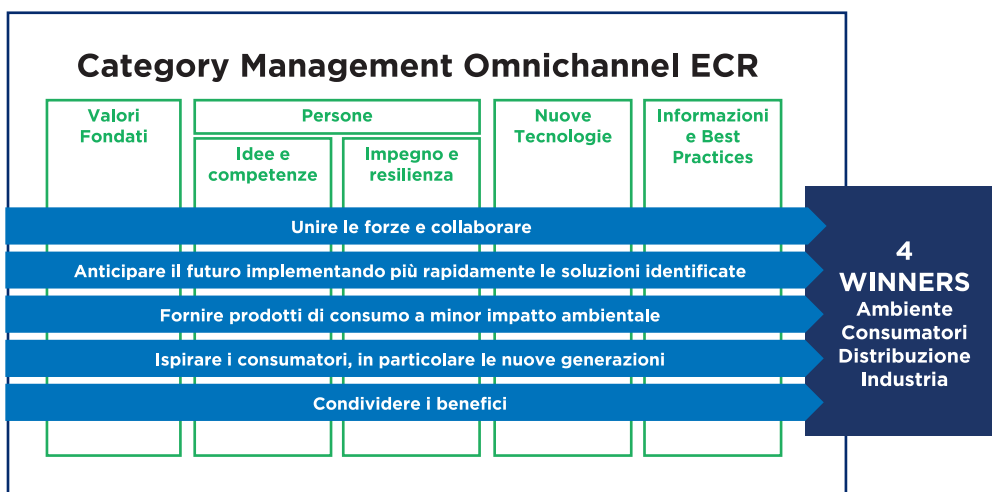 Category Management Omnichannel ECR
Valori
Fondati
Persone
Idee e
competenze
Impegno e
resilienza
Nuove
Tecnologie
Informazioni
e Best
Practices
Unire le forze e collaborare
Anticipare il futuro implementando più rapidamente le soluzioni identificate
Fornire prodotti di consumo a minor impatto ambientale
Ispirare i consumatori, in particolare le nuove generazioni
Condividere i benefici
4
WINNERS
Ambiente
Consumatori
Distribuzione
Industria